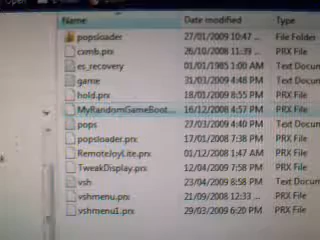 Name Date modified Type
popsloader 27/01/2009 10:47 ... File Folder
cxmb.prx 26/10/2008 11:39 ... PRX File
es_recovery 01/01/1985 1:00 AM Text Docum
game 31/03/2009 4:48 PM Text Docum
hold.prx 18/01/2009 8:55 PM PRX File
MyRandomGameBoot... 16/12/2008 4:57 PM PRX File
pops 27/03/2009 4:40 PM Text Docum
popsloader.prx 17/01/2008 7:38 PM PRX File
RemoteJoyLite.prx 01/12/2008 1:47 AM PRX File
TweakDisplay.prx 12/04/2009 7:58 PM PRX File
vsh 23/04/2009 8:58 PM Text Docum
vshmenu.prx 21/09/2008 12:33 ... PRX File
vshmenu1.prx 29/03/2009 6:20 PM PRX File